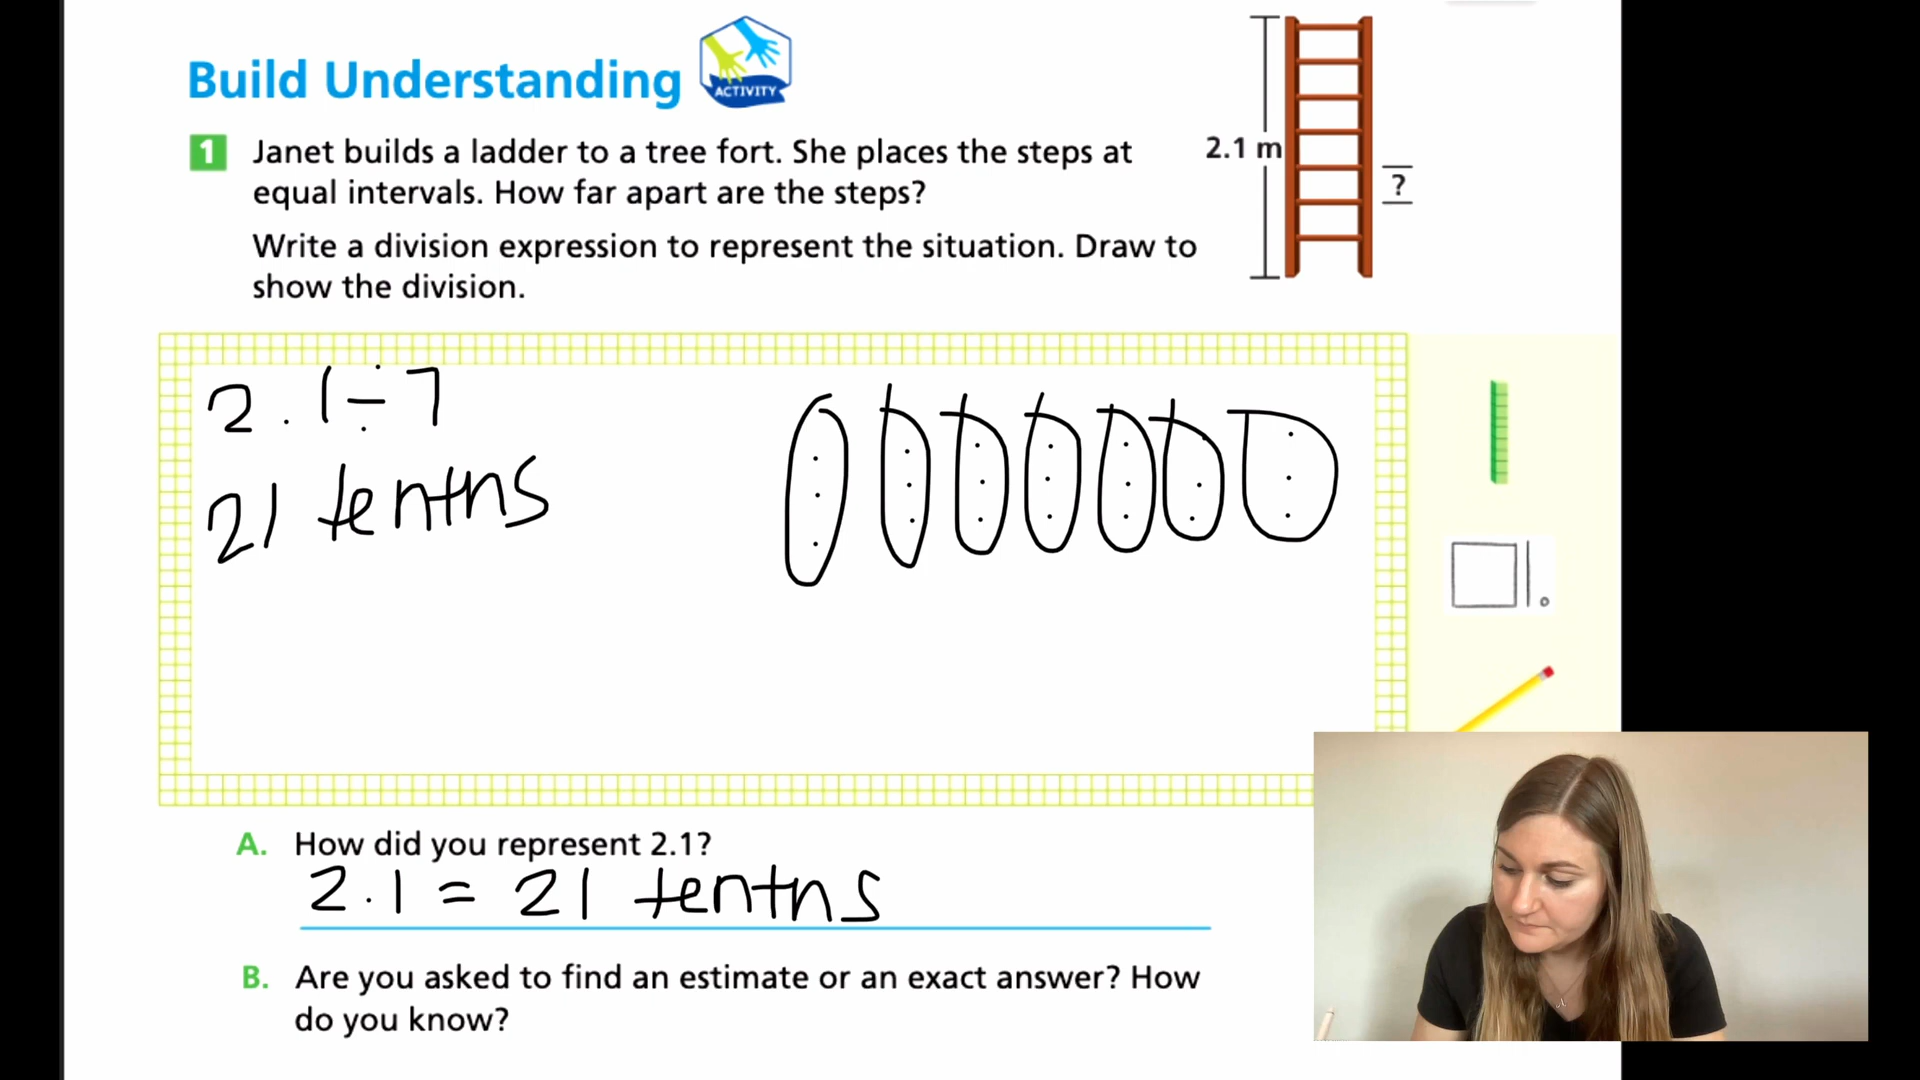 Build Understanding
ACTIVITY
1 Janet builds a ladder to a tree fort. She places the steps at
equal intervals. How far apart are the steps?
Write a division expression to represent the situation. Draw to
show the division.
2.1 m
?
2.1÷7
21 tenths
A. How did you represent 2.1?
2.1 = 21 tenths
B. Are you asked to find an estimate or an exact answer? How
do you know?